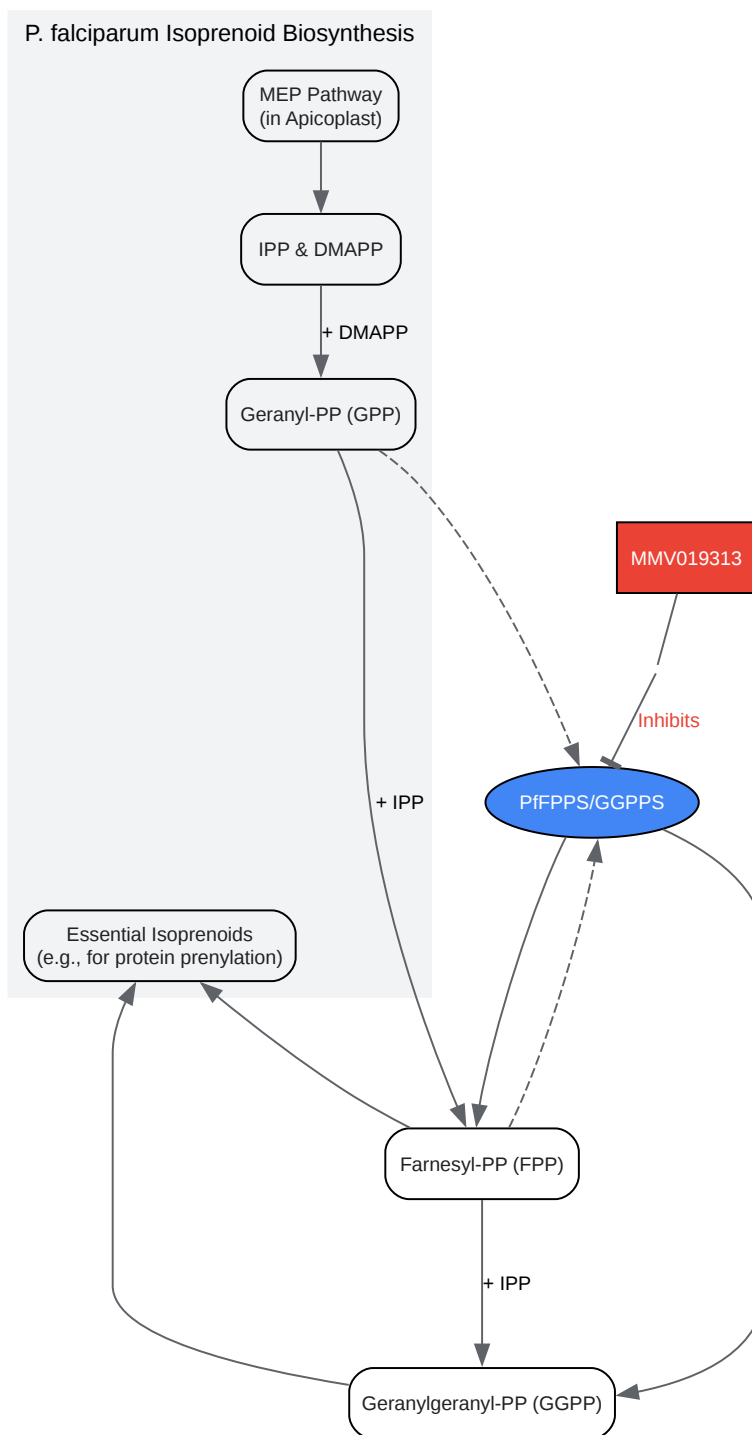 P. falciparum Isoprenoid Biosynthesis
MEP Pathway
(in Apicoplast)
IPP & DMAPP
+ DMAPP
Geranyl-PP (GPP)
MMV019313
Inhibits
PfFPPS/GGPPS
+ IPP
Essential Isoprenoids
(e.g., for protein prenylation)
Farnesyl-PP (FPP)
+ IPP
Geranylgeranyl-PP (GGPP)